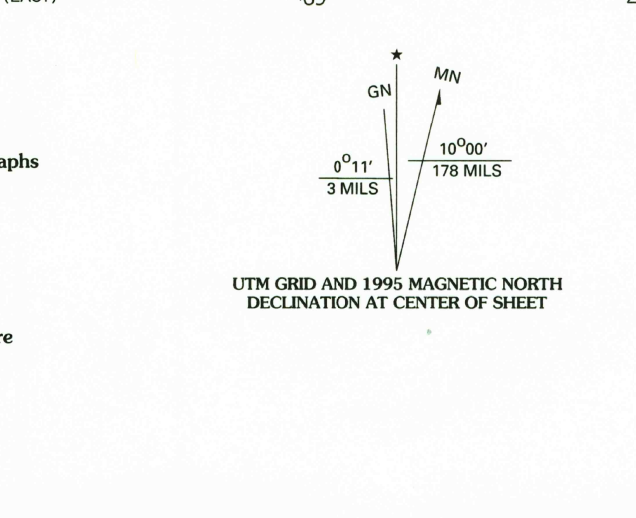 (EAST)
GN
MN
0°11'
3 MILS
10°00'
178 MILS
aphs
UTM GRID AND 1995 MAGNETIC NORTH
DECLINATION AT CENTER OF SHEET
re